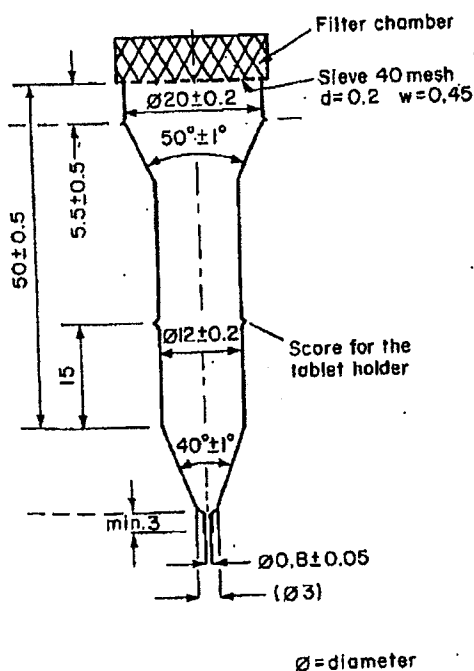 Filter chamber
Sieve 40 mesh
d=0.2 w=0.45
Ø20±0.2
50°±1°
5.5±0.5
50±0.5
Ø12±0.2
Score for the
tablet holder
15
40°±1°
min.3
Ø0.8±0.05
(Ø3)
Ø=diameter